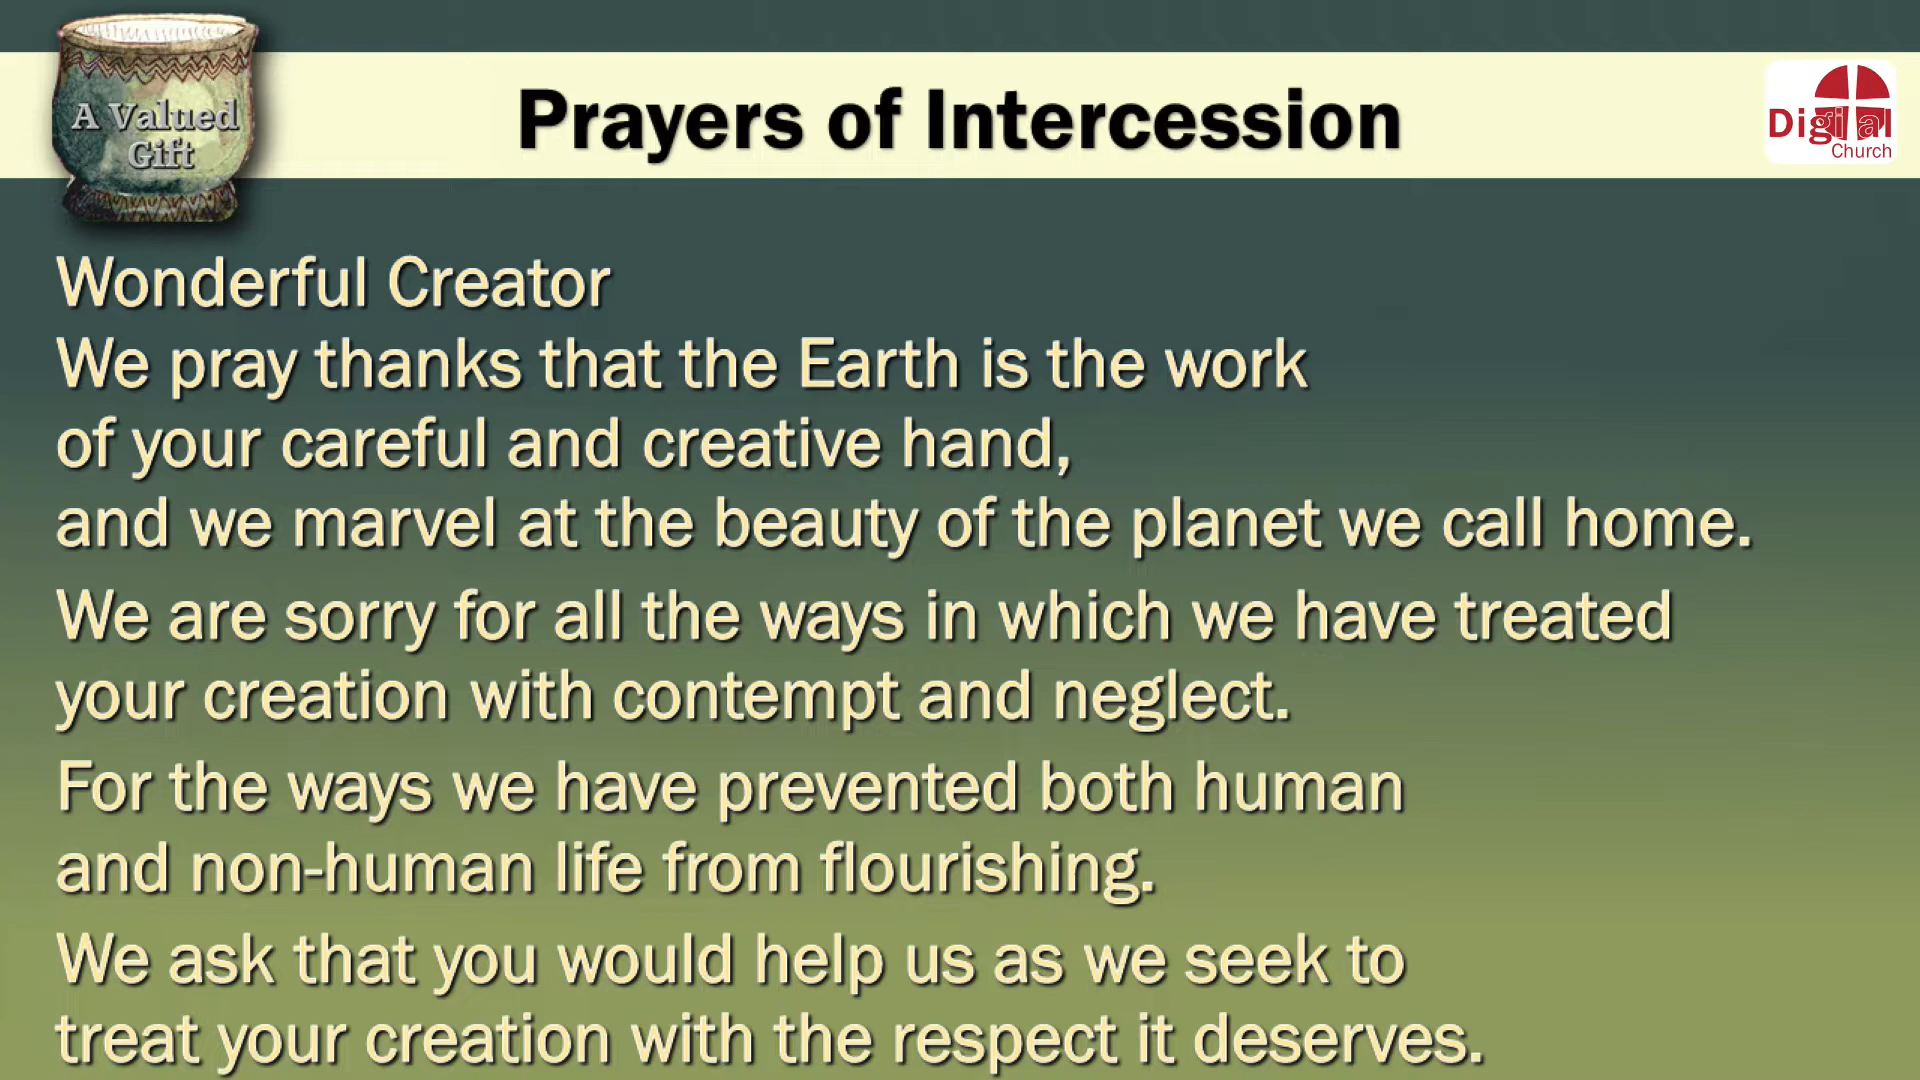 A Valued
Gift
Prayers of Intercession
Digital
Church
Wonderful Creator
We pray thanks that the Earth is the work
of your careful and creative hand,
and we marvel at the beauty of the planet we call home.
We are sorry for all the ways in which we have treated
your creation with contempt and neglect.
For the ways we have prevented both human
and non-human life from flourishing.
We ask that you would help us as we seek to
treat your creation with the respect it deserves.